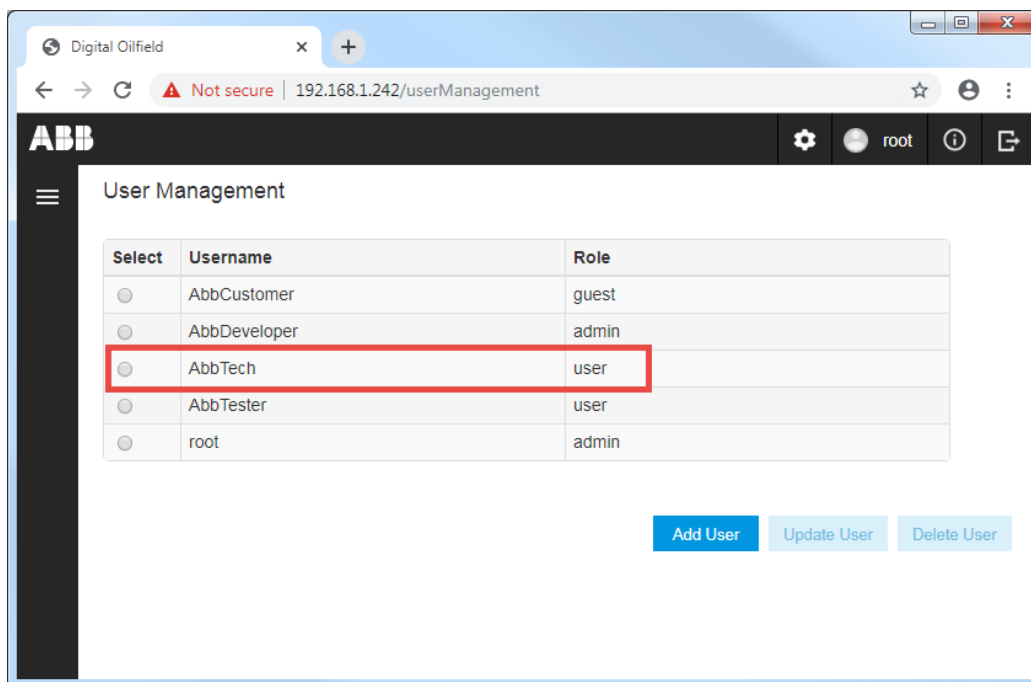 Digital Oilfield
Not secure | 192.168.1.242/userManagement
ABB
root
User Management
Select Username Role
AbbCustomer guest
AbbDeveloper admin
AbbTech user
AbbTester user
root admin
Add User Update User Delete User